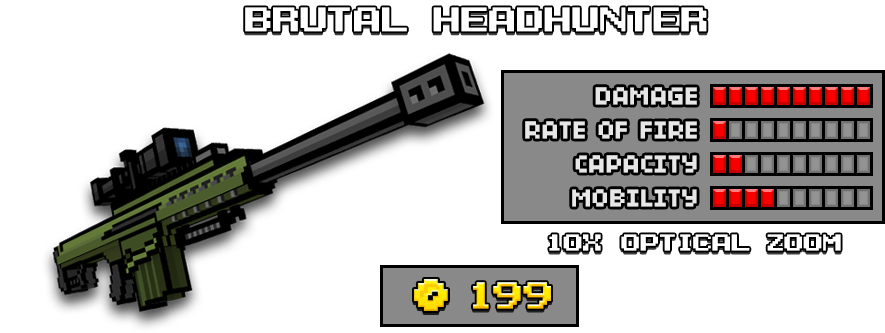 BRUTAL HEADHUNTER
DAMAGE
RATE OF FIRE
CAPACITY
MOBILITY
10X OPTICAL ZOOM
199